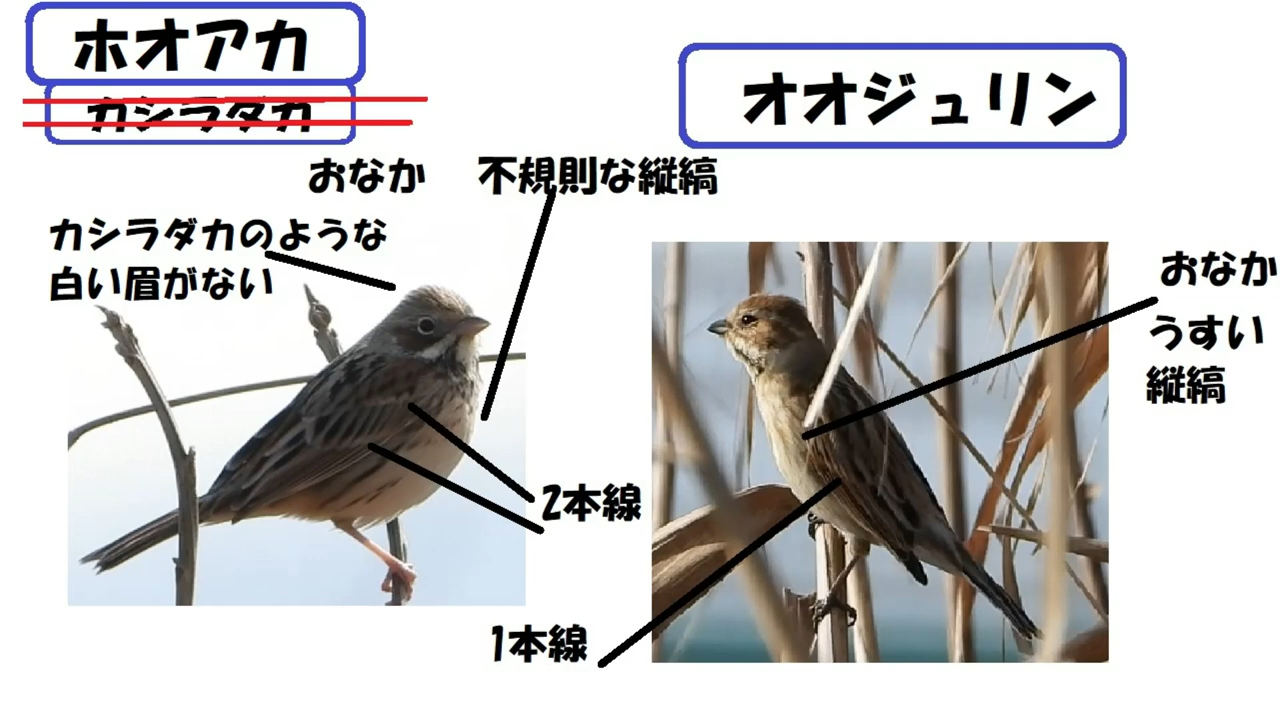 ホオアカ
カシラダカ
オオジュリン
おなか 不規則な縦縞
カシラダカのような
白い眉がない
おなか
うすい
縦縞
2本線
1本線